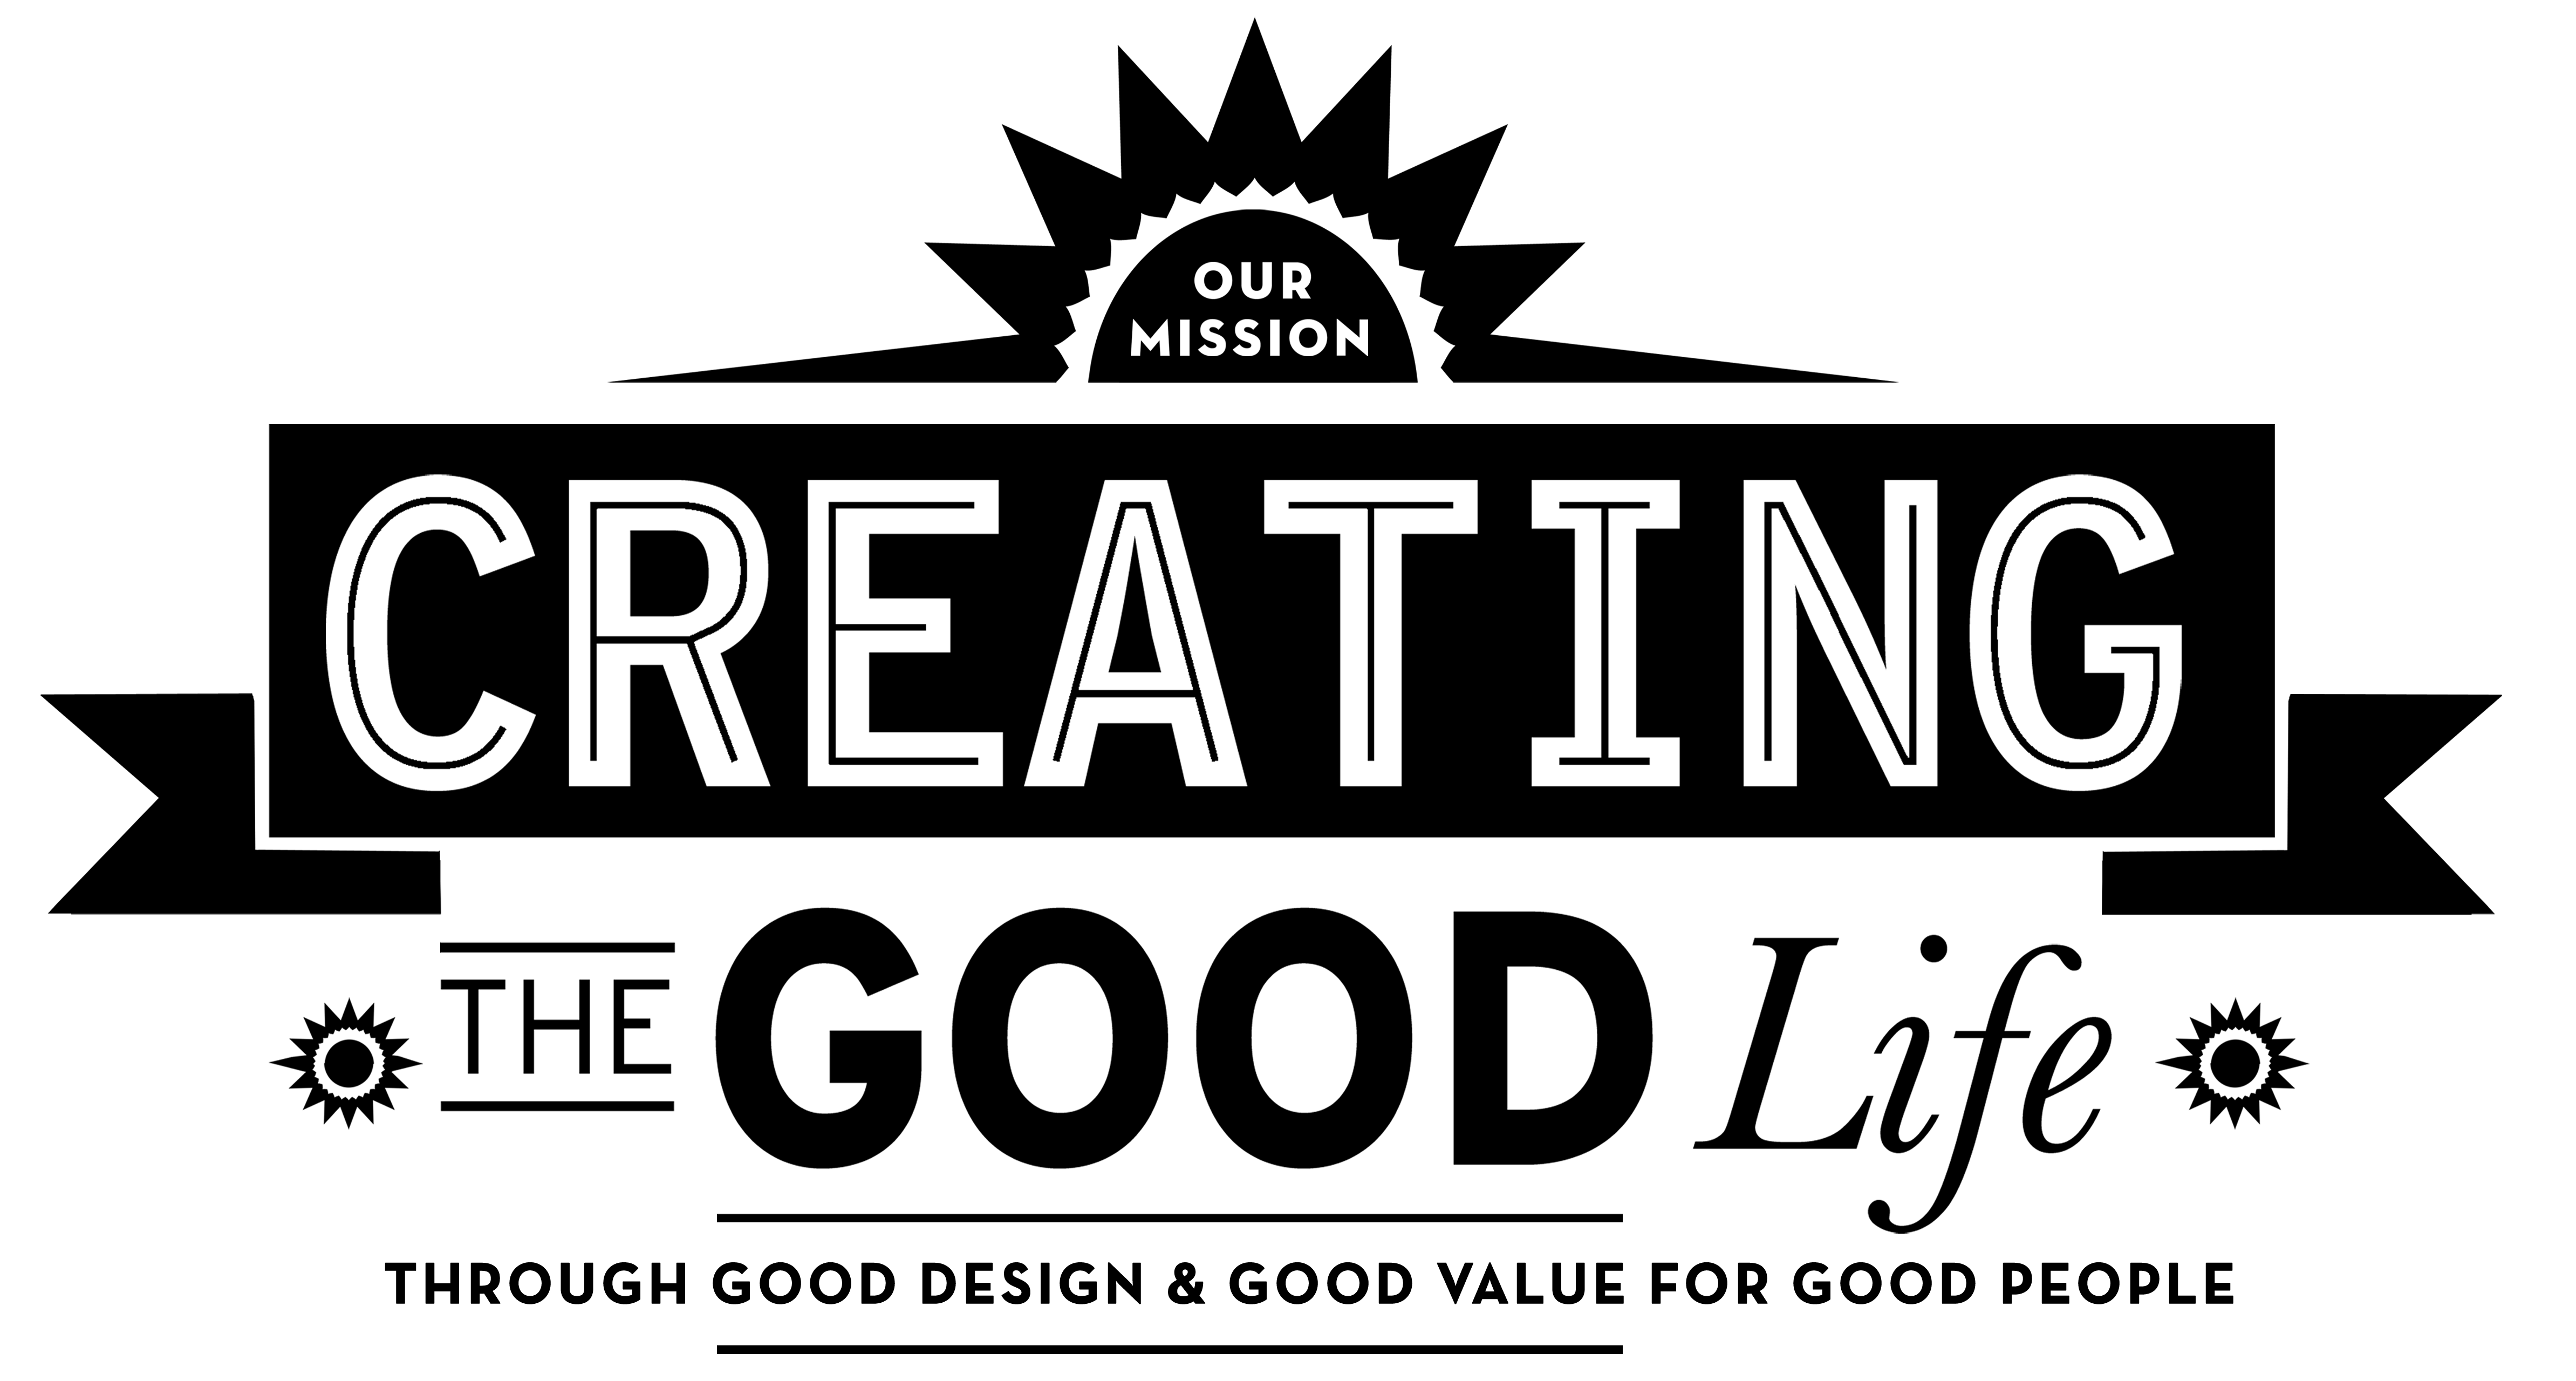 OUR
MISSION
CREATING
THE GOOD Life
THROUGH GOOD DESIGN & GOOD VALUE FOR GOOD PEOPLE